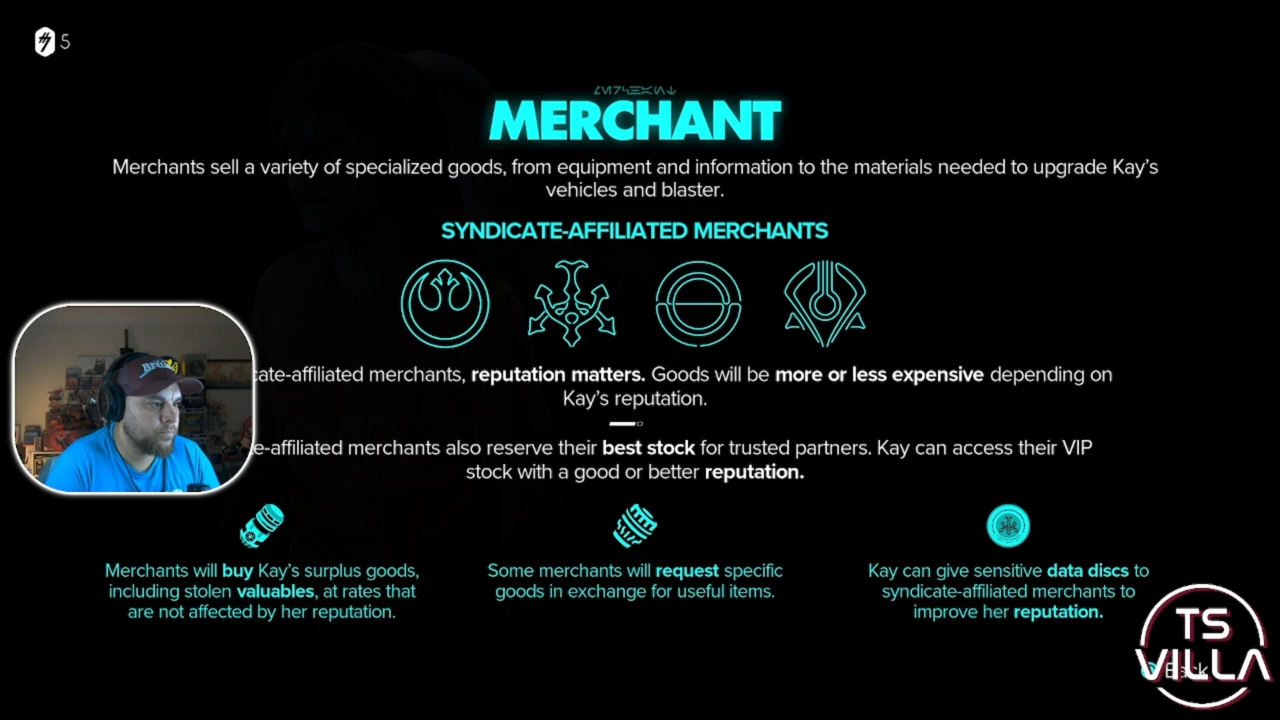 5
MERCHANT
Merchants sell a variety of specialized goods, from equipment and information to the materials needed to upgrade Kay's
vehicles and blaster.
SYNDICATE-AFFILIATED MERCHANTS
cate-affiliated merchants, reputation matters. Goods will be more or less expensive depending on
Kay's reputation.
e-affiliated merchants also reserve their best stock for trusted partners. Kay can access their VIP
stock with a good or better reputation.
Merchants will buy Kay's surplus goods,
including stolen valuables, at rates that
are not affected by her reputation.
Some merchants will request specific
goods in exchange for useful items.
Kay can give sensitive data discs to
syndicate-affiliated merchants to
improve her reputation.
TS
VILLA